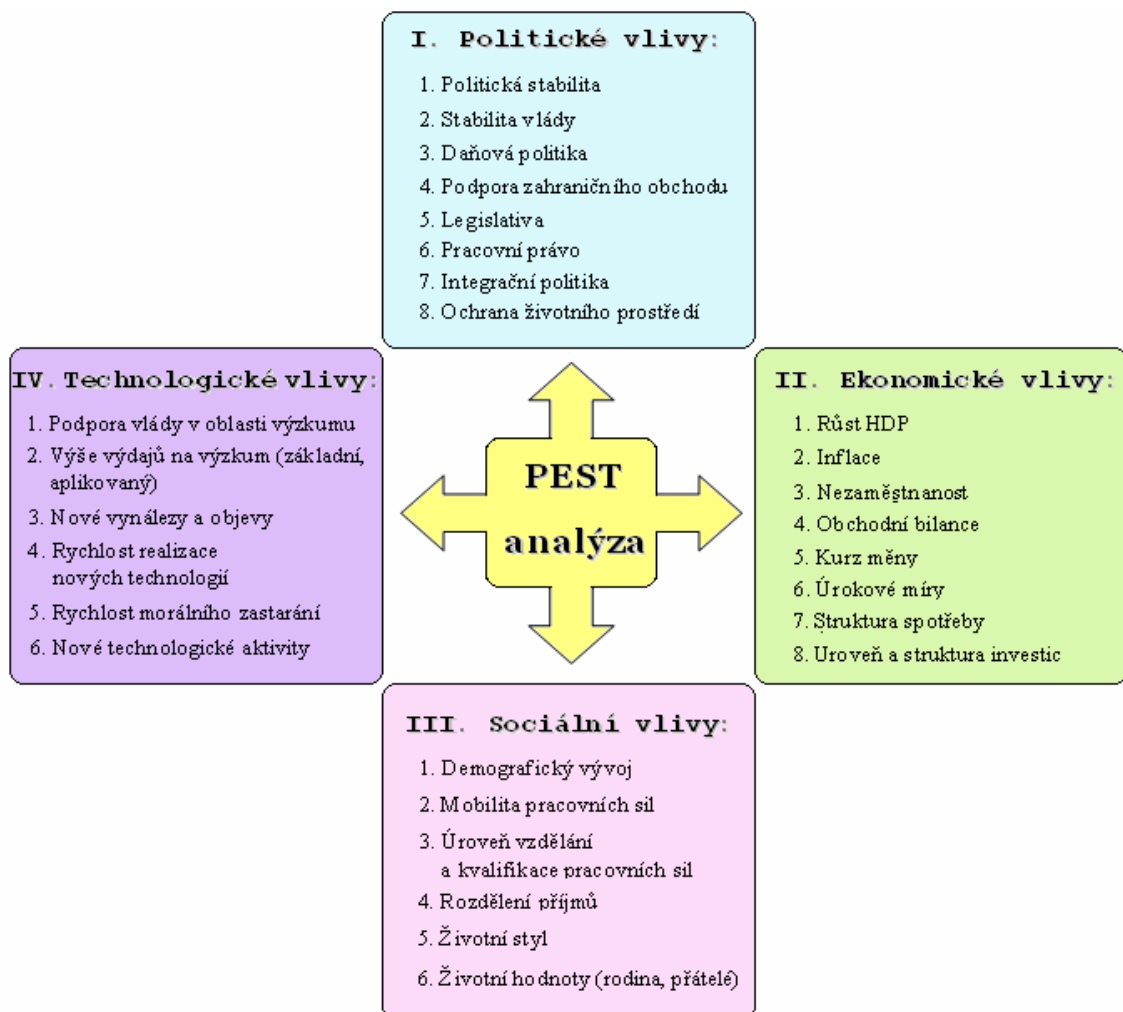 I. Politické vlivy:
1. Politická stabilita
2. Stabilita vlády
3. Daňová politika
4. Podpora zahraničního obchodu
5. Legislativa
6. Pracovní právo
7. Integrační politika
8. Ochrana životního prostředí
IV. Technologické vlivy:
1. Podpora vlády v oblasti výzkumu
2. Výše výdajů na výzkum (základní,
aplikovaný)
3. Nové vynálezy a objevy
4. Rychlost realizace
nových technologií
5. Rychlost morálního zastarání
6. Nové technologické aktivity
PEST
analýza
II. Ekonomické vlivy:
1. Růst HDP
2. Inflace
3. Nezaměstnanost
4. Obchodní bilance
5. Kurz měny
6. Úrokové míry
7. Struktura spotřeby
8. Uroveň a struktura investic
III. Sociální vlivy:
1. Demografický vývoj
2. Mobilita pracovních sil
3. Úroveň vzdělání
a kvalifikace pracovních sil
4. Rozdělení příjmů
5. Životní styl
6. Životní hodnoty (rodina, přátelé)